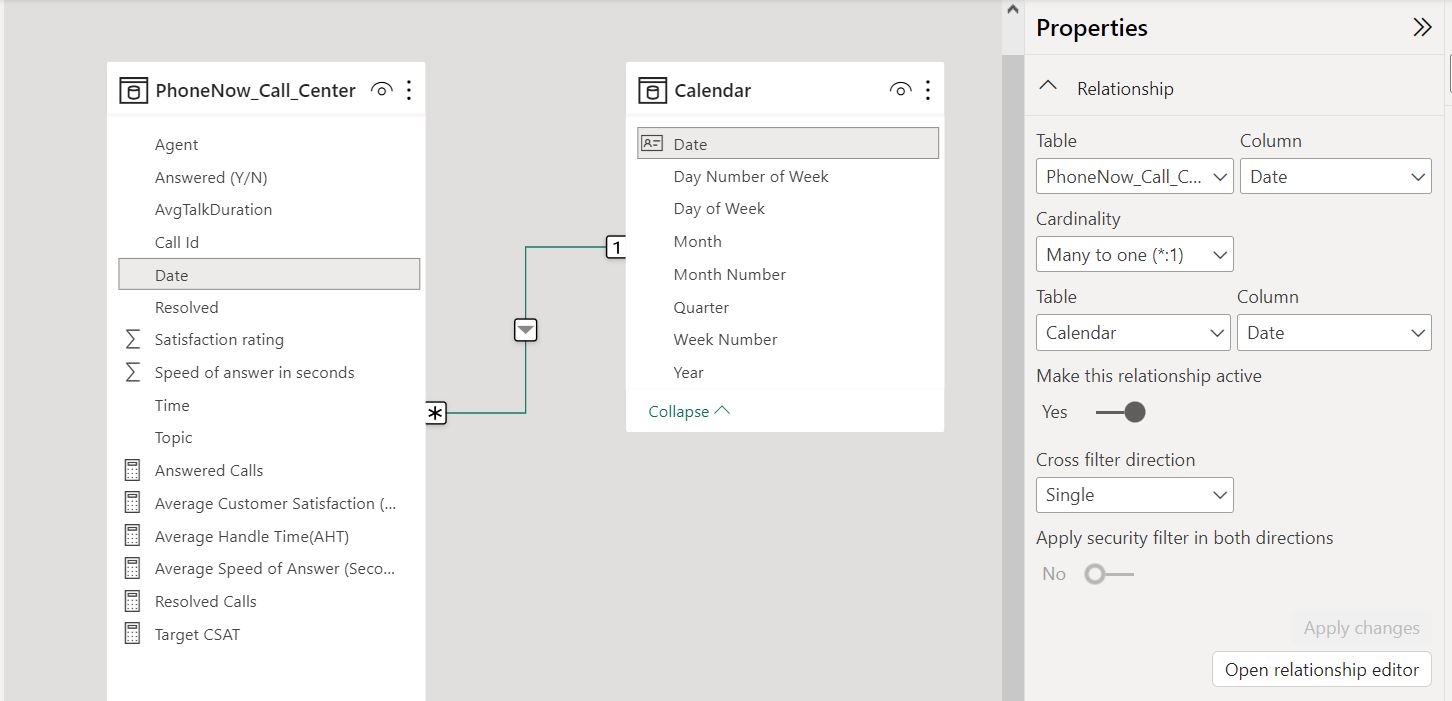 PhoneNow_Call_Center
Agent
Answered (Y/N)
AvgTalkDuration
Call Id
Date
Resolved
Satisfaction rating
Speed of answer in seconds
Time
Topic
Answered Calls
Average Customer Satisfaction (...
Average Handle Time(AHT)
Average Speed of Answer (Seco...
Resolved Calls
Target CSAT
*
1
Calendar
Date
Day Number of Week
Day of Week
Month
Month Number
Quarter
Week Number
Year
Collapse
Properties
Relationship
Table Column
PhoneNow_Call_C... Date
Cardinality
Many to one (*:1)
Table Column
Calendar Date
Make this relationship active
Yes
Cross filter direction
Single
Apply security filter in both directions
No
Apply changes
Open relationship editor